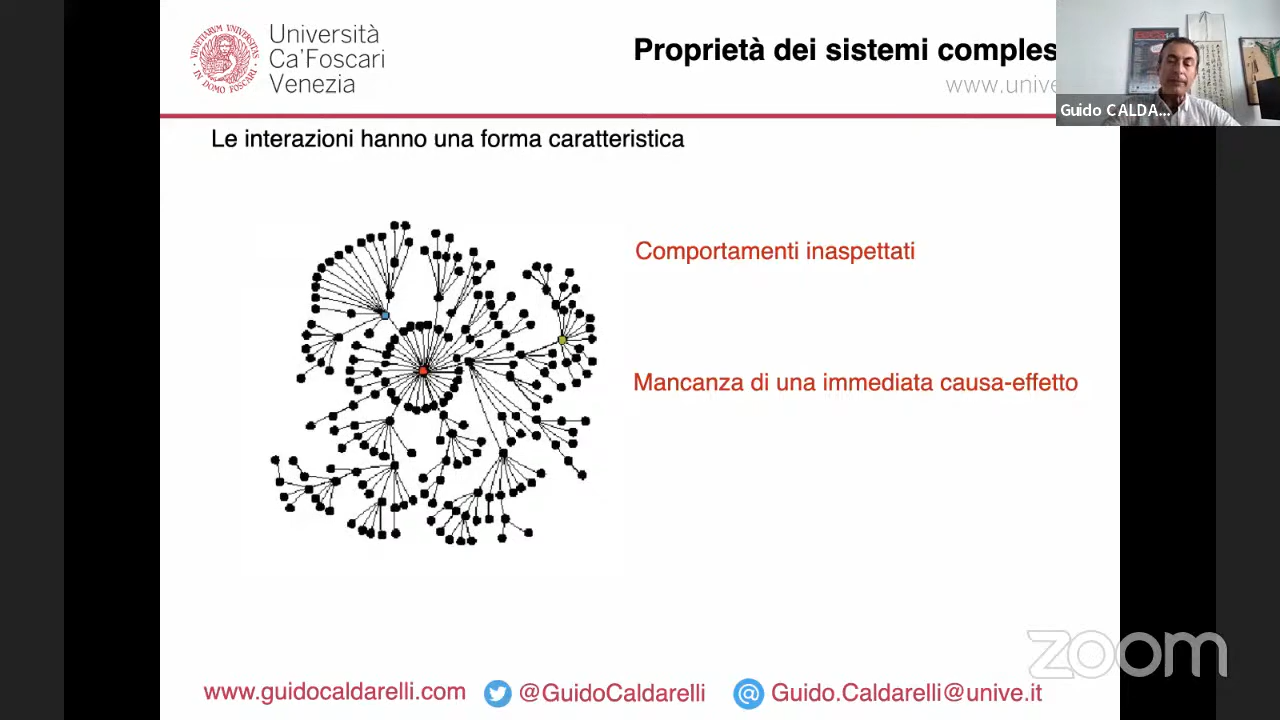 Università
Ca'Foscari
Venezia
Proprietà dei sistemi comples
www.unive
Guido CALDA...
Le interazioni hanno una forma caratteristica
Comportamenti inaspettati
Mancanza di una immediata causa-effetto
zoom
www.guidocaldarelli.com
@GuidoCaldarelli
@
Guido.Caldarelli@unive.it